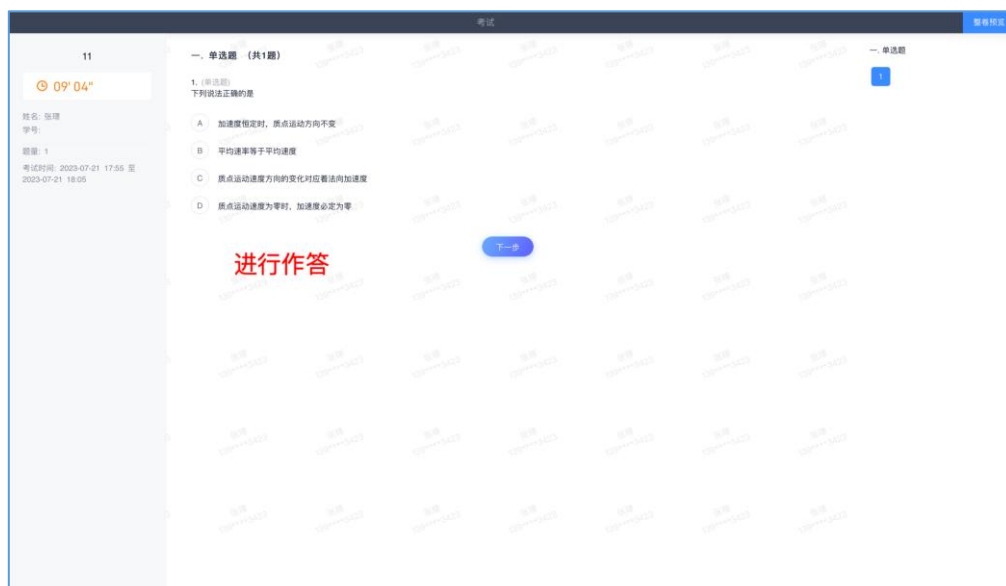 考试
整卷预览
11
09' 04"
姓名: 张理
学号:
题量: 1
考试时间: 2023-07-21 17:55 至
2023-07-21 18:05
一. 单选题 (共1题)
1. (单选题)
下列说法正确的是
A 加速度恒定时，质点运动方向不变
B 平均速率等于平均速度
C 质点运动速度方向的变化对应着法向加速度
D 质点运动速度为零时，加速度必定为零
下一步
进行作答
一. 单选题
1